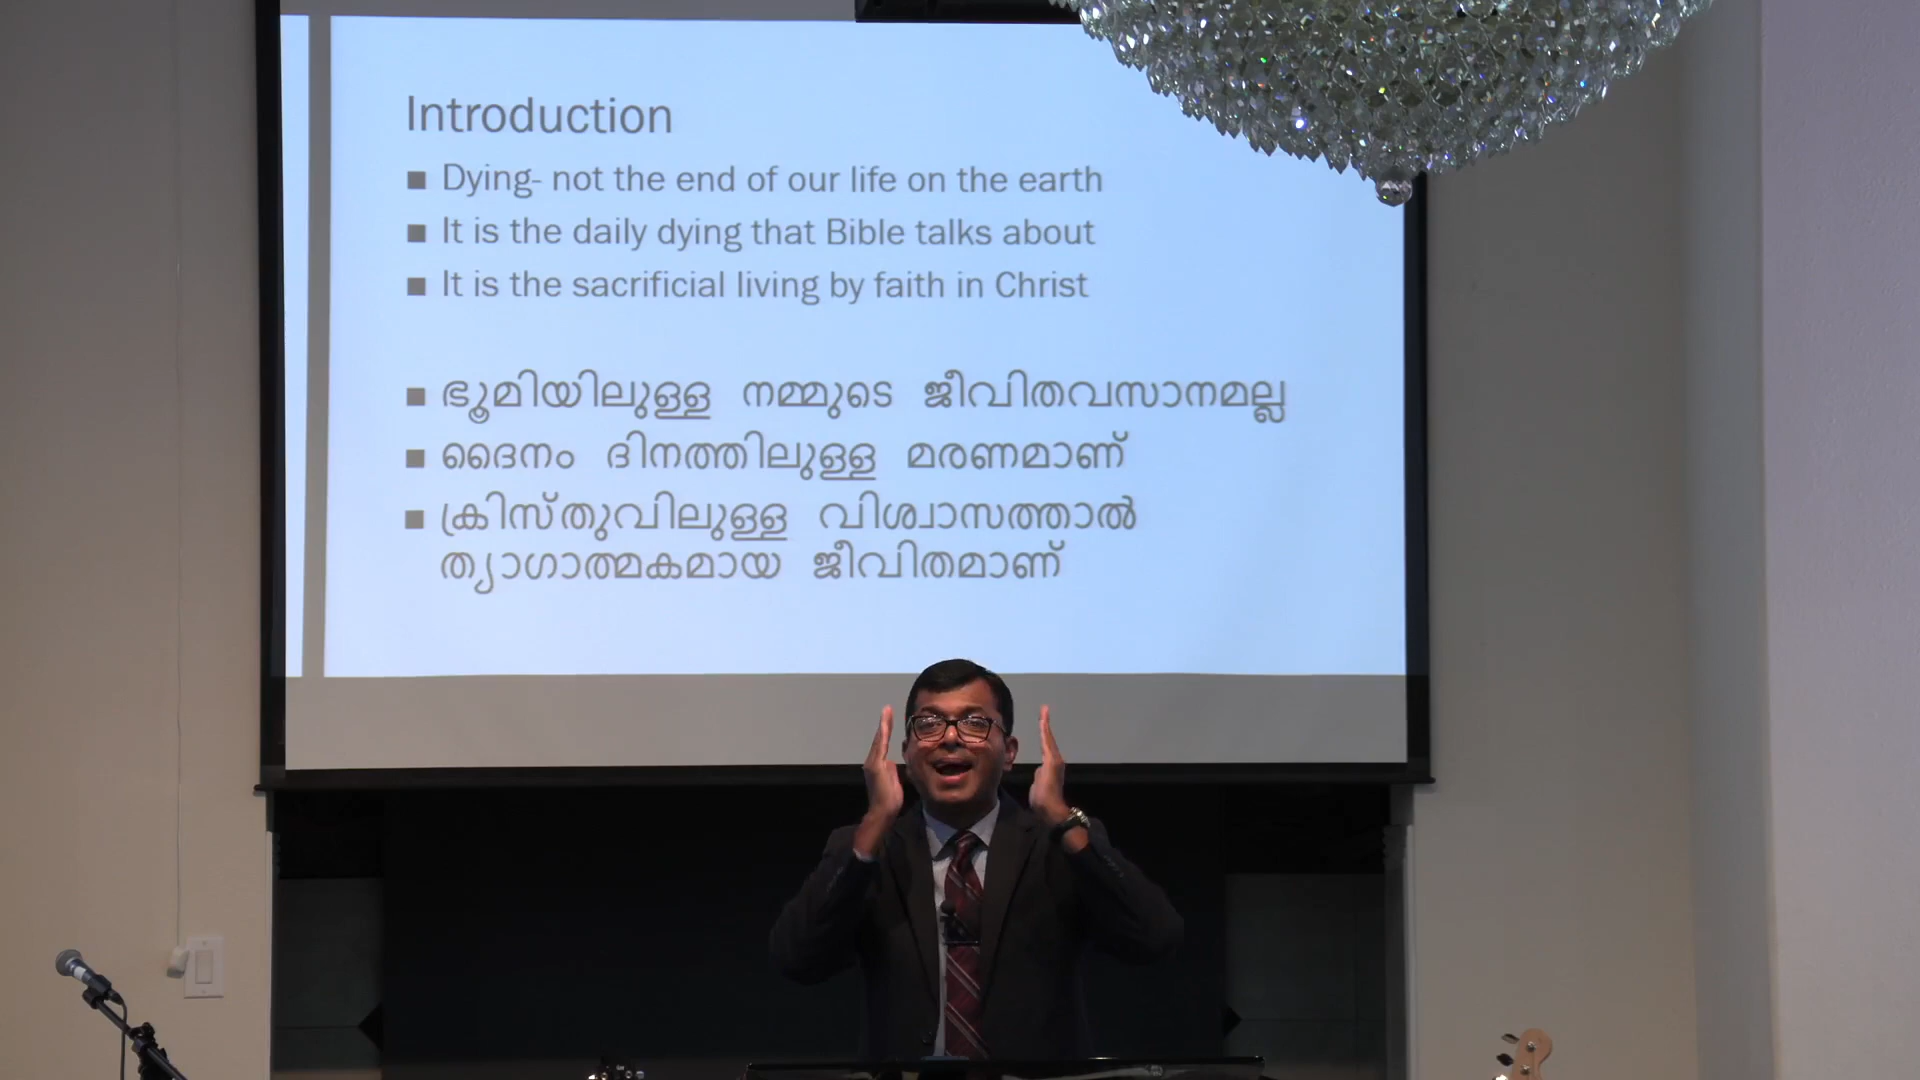 Introduction
■ Dying- not the end of our life on the earth
■ It is the daily dying that Bible talks about
■ It is the sacrificial living by faith in Christ
■ ഭൂമിയിലുള്ള നമ്മുടെ ജീവിതവസാനമല്ല
■ ദൈനം ദിനത്തിലുള്ള മരണമാണ്
■ ക്രിസ്തുവിലുള്ള വിശ്വാസത്താൽ
ത്യാഗാത്മകമായ ജീവിതമാണ്